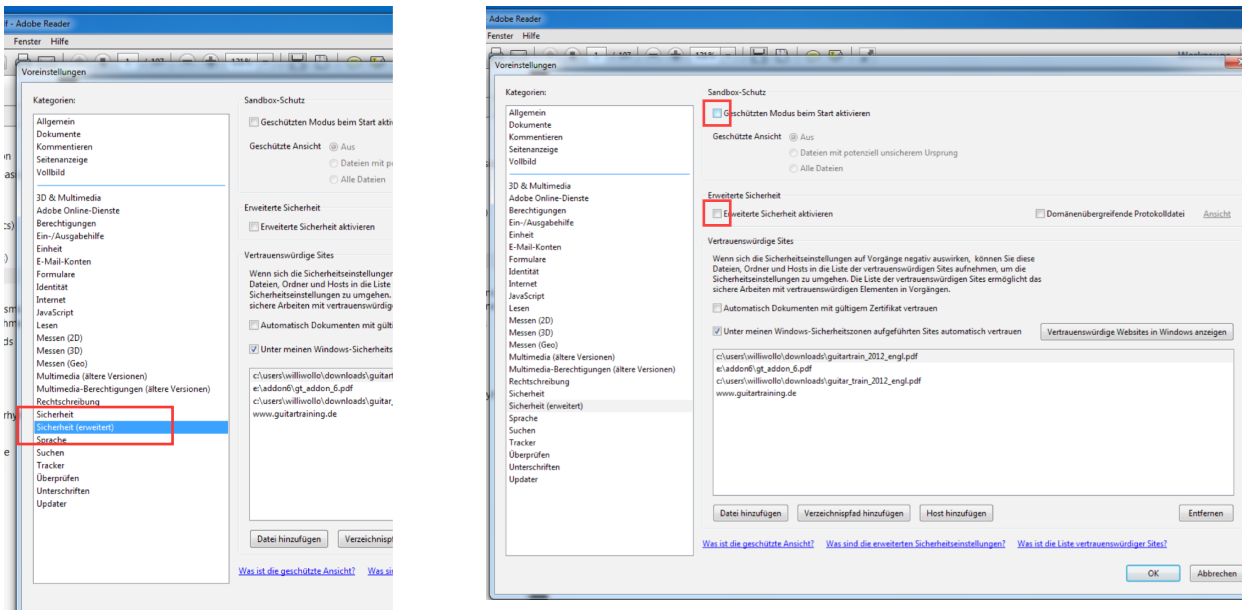 f - Adobe Reader
Fenster Hilfe
Voreinstellungen
Kategorien:
Allgemein
Dokumente
Kommentieren
Seitenanzeige
Vollbild
3D & Multimedia
Adobe Online-Dienste
Berechtigungen
Ein-/Ausgabehilfe
Einheit
E-Mail-Konten
Formulare
Identität
Internet
JavaScript
Lesen
Messen (2D)
Messen (3D)
Messen (Geo)
Multimedia (ältere Versionen)
Multimedia-Berechtigungen (ältere Versionen)
Rechtschreibung
Sicherheit
Sicherheit (erweitert)
Sprache
Suchen
Tracker
Überprüfen
Unterschriften
Updater
Sandbox-Schutz
Geschützten Modus beim Start akti
Geschützte Ansicht Aus
Dateien mit p
Alle Dateien
Erweiterte Sicherheit
Erweiterte Sicherheit aktivieren
Vertrauenswürdige Sites
Wenn sich die Sicherheitseinstellunger
Dateien, Ordner und Hosts in die Liste
Sicherheitseinstellungen zu umgehen.
sichere Arbeiten mit vertrauenswürdig
Automatisch Dokumenten mit gülti
Unter meinen Windows-Sicherheits
c:\users\williwollo\downloads\guitart
e:\addon6\gt_addon_6.pdf
c:\users\williwollo\downloads\guitar_
www.guitartraining.de
Datei hinzufügen Verzeichnisp
Was ist die geschützte Ansicht? Was si
Adobe Reader
Fenster Hilfe
Voreinstellungen
Kategorien:
Allgemein
Dokumente
Kommentieren
Seitenanzeige
Vollbild
3D & Multimedia
Adobe Online-Dienste
Berechtigungen
Ein-/Ausgabehilfe
Einheit
E-Mail-Konten
Formulare
Identität
Internet
JavaScript
Lesen
Messen (2D)
Messen (3D)
Messen (Geo)
Multimedia (ältere Versionen)
Multimedia-Berechtigungen (ältere Versionen)
Rechtschreibung
Sicherheit
Sicherheit (erweitert)
Sprache
Suchen
Tracker
Überprüfen
Unterschriften
Updater
Sandbox-Schutz
Geschützten Modus beim Start aktivieren
Geschützte Ansicht Aus
Dateien mit potenziell unsicherem Ursprung
Alle Dateien
Erweiterte Sicherheit
Erweiterte Sicherheit aktivieren Domänenübergreifende Protokolldatei Ansicht
Vertrauenswürdige Sites
Wenn sich die Sicherheitseinstellungen auf Vorgänge negativ auswirken, können Sie diese
Dateien, Ordner und Hosts in die Liste der vertrauenswürdigen Sites aufnehmen, um die
Sicherheitseinstellungen zu umgehen. Die Liste der vertrauenswürdigen Sites ermöglicht das
sichere Arbeiten mit vertrauenswürdigen Elementen in Vorgängen.
Automatisch Dokumenten mit gültigem Zertifikat vertrauen
Unter meinen Windows-Sicherheitszonen aufgeführten Sites automatisch vertrauen Vertrauenswürdige Websites in Windows anzeigen
c:\users\williwollo\downloads\guitartrain_2012_engl.pdf
e:\addon6\gt_addon_6.pdf
c:\users\williwollo\downloads\guitar_train_2012_engl.pdf
www.guitartraining.de
Datei hinzufügen Verzeichnispfad hinzufügen Host hinzufügen Entfernen
Was ist die geschützte Ansicht? Was sind die erweiterten Sicherheitseinstellungen? Was ist die Liste vertrauenswürdiger Sites?
OK Abbrechen